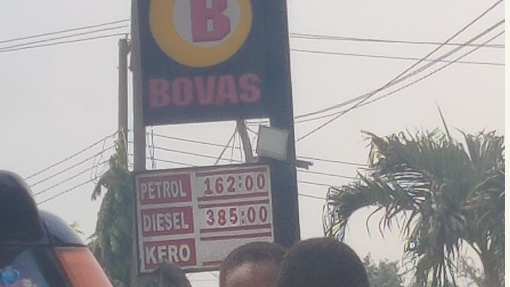 B
BOVAS
PETROL 162:00
DIESEL 385:00
KERO